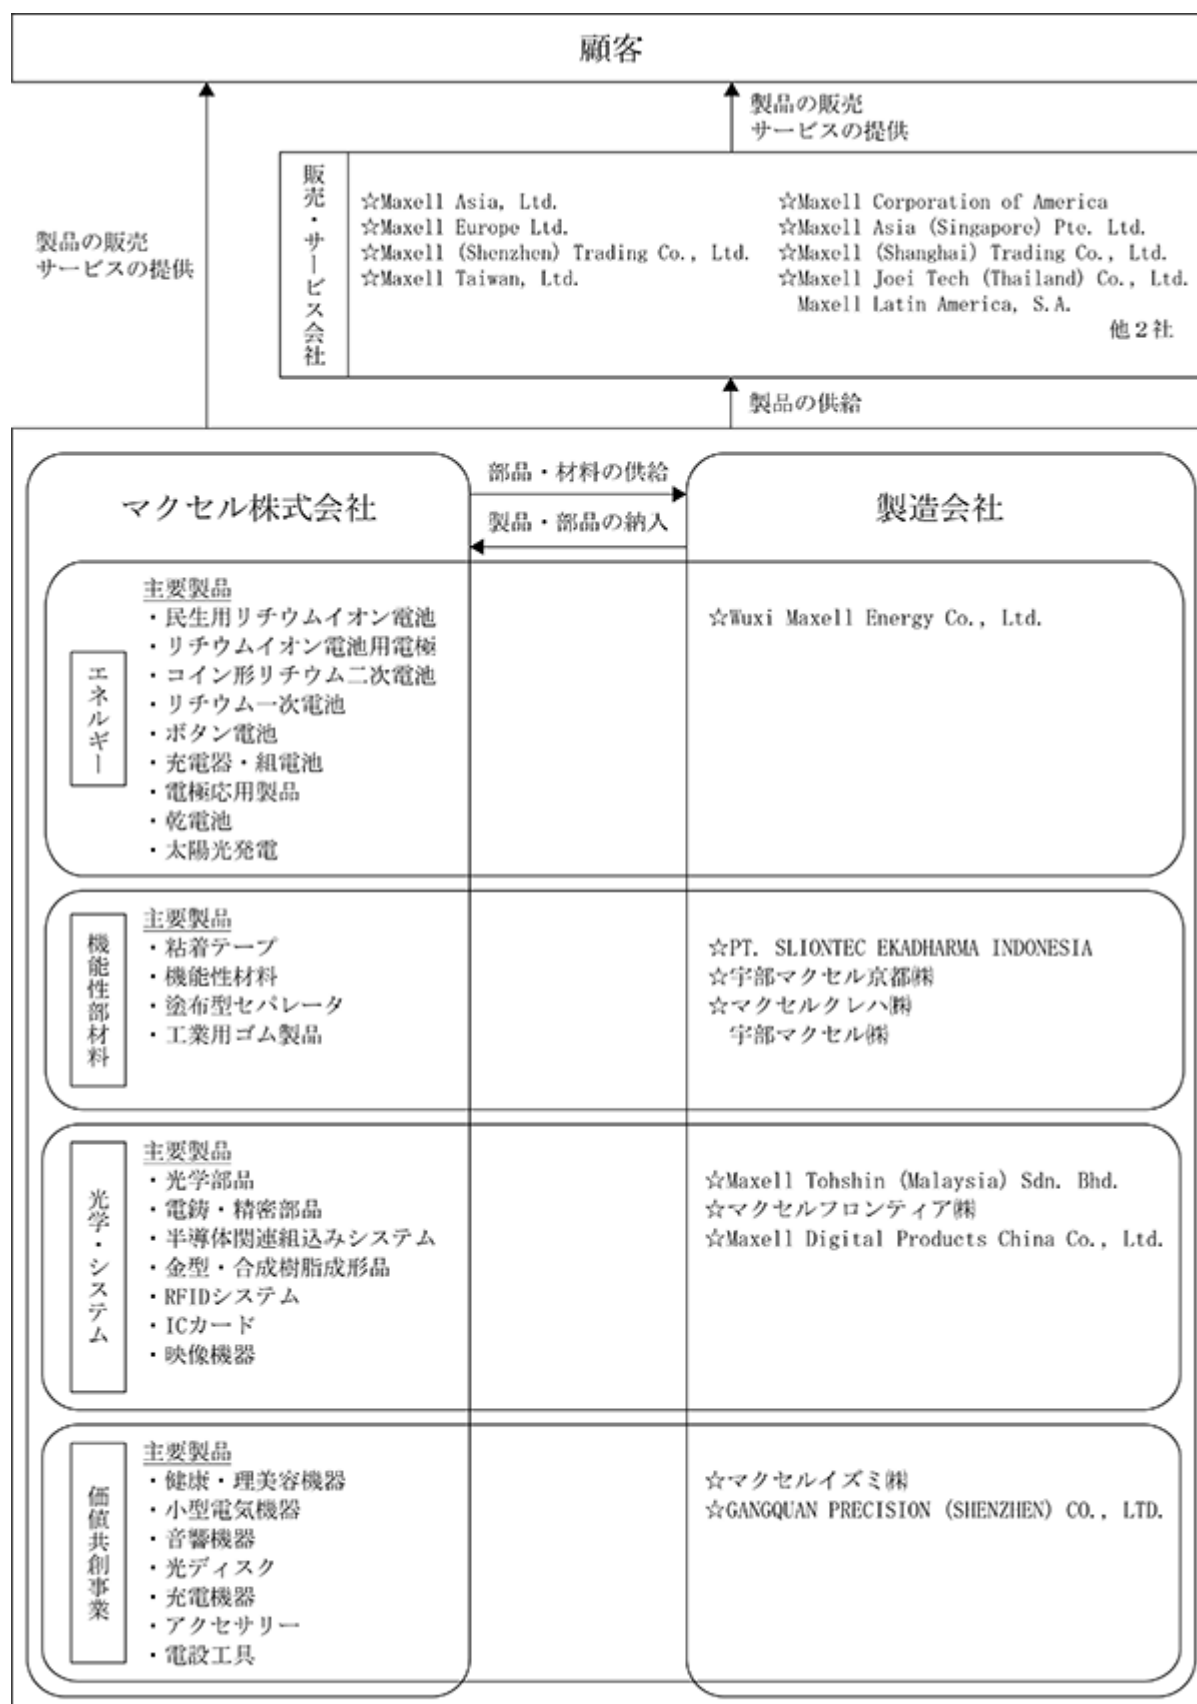 顧客
製品の販売
サービスの提供
製品の販売
サービスの提供
販売・サービス会社
☆Maxell Asia, Ltd.
☆Maxell Europe Ltd.
☆Maxell (Shenzhen) Trading Co., Ltd.
☆Maxell Taiwan, Ltd.
☆Maxell Corporation of America
☆Maxell Asia (Singapore) Pte. Ltd.
☆Maxell (Shanghai) Trading Co., Ltd.
☆Maxell Joei Tech (Thailand) Co., Ltd.
Maxell Latin America, S.A.
他2社
製品の供給
マクセル株式会社
部品・材料の供給
製品・部品の納入
製造会社
エネルギー
主要製品
・民生用リチウムイオン電池
・リチウムイオン電池用電極
・コイン形リチウム二次電池
・リチウム一次電池
・ボタン電池
・充電器・組電池
・電極応用製品
・乾電池
・太陽光発電
☆Wuxi Maxell Energy Co., Ltd.
機能性部材料
主要製品
・粘着テープ
・機能性材料
・塗布型セパレータ
・工業用ゴム製品
☆PT. SLIONTEC EKADHARMA INDONESIA
☆宇部マクセル京都㈱
☆マクセルクレハ㈱
宇部マクセル㈱
光学・システム
主要製品
・光学部品
・電鋳・精密部品
・半導体関連組込みシステム
・金型・合成樹脂成形品
・RFIDシステム
・ICカード
・映像機器
☆Maxell Tohshin (Malaysia) Sdn. Bhd.
☆マクセルフロンティア㈱
☆Maxell Digital Products China Co., Ltd.
価値共創事業
主要製品
・健康・理美容機器
・小型電気機器
・音響機器
・光ディスク
・充電機器
・アクセサリー
・電設工具
☆マクセルイズミ㈱
☆GANGQUAN PRECISION (SHENZHEN) CO., LTD.